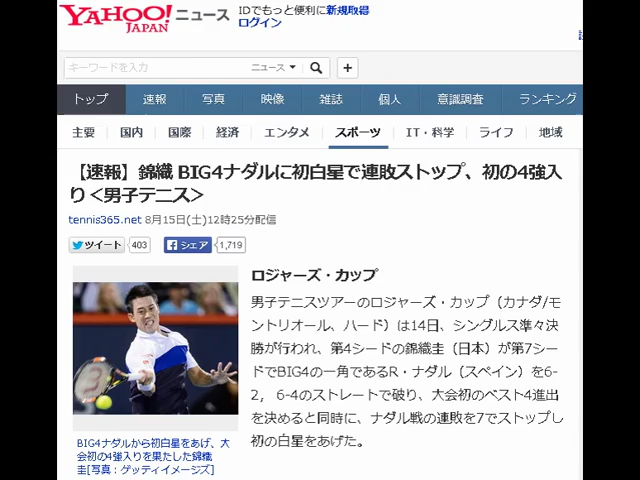 YAHOO! JAPAN ニュース
IDでもっと便利に新規取得
ログイン
キーワードを入力 ニュース
トップ 速報 写真 映像 雑誌 個人 意識調査 ランキング
主要 国内 国際 経済 エンタメ スポーツ IT・科学 ライフ 地域
【速報】錦織 BIG4ナダルに初白星で連敗ストップ、初の4強入
り<男子テニス>
tennis365.net 8月15日(土)12時25分配信
ツイート 403 シェア 1,719
ロジャーズ・カップ
男子テニスツアーのロジャーズ・カップ（カナダ/モ
ントリオール、ハード）は14日、シングルス準々決
勝が行われ、第4シードの錦織圭（日本）が第7シー
ドでBIG4の一角であるR・ナダル（スペイン）を6-
2， 6-4のストレートで破り、大会初のベスト4進出
を決めると同時に、ナダル戦の連敗を7でストップし
初の白星をあげた。
BIG4ナダルから初白星をあげ、大
会初の4強入りを果たした錦織
圭[写真：ゲッティイメージズ]